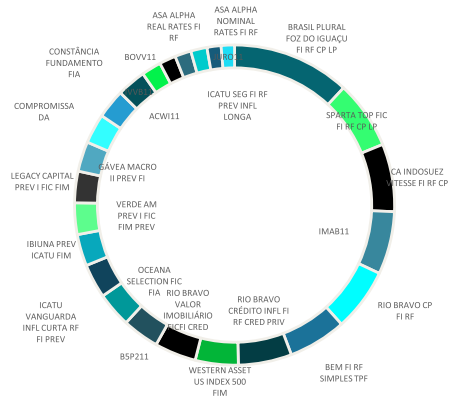 ASA ALPHA
NOMINAL
RATES FI RF
BRASIL PLURAL
FOZ DO IGUAÇU
FI RF CP LP
SPARTA TOP FIC
FI RF CP LP
CA INDOSUEZ
VITESSE FI RF CP
IMAB11
RIO BRAVO CP
FI RF
BEM FI RF
SIMPLES TPF
RIO BRAVO
CRÉDITO INFL FI
RF CRED PRIV
WESTERN ASSET
US INDEX 500
FIM
RIO BRAVO
VALOR
IMOBILIÁRIO
FICFI CRED
B5P211
OCEANA
SELECTION FIC
FIA
ICATU
VANGUARDA
INFL CURTA RF
FI PREV
IBIUNA PREV
ICATU FIM
VERDE AM
PREV I FIC
FIM PREV
LEGACY CAPITAL
PREV I FIC FIM
GÁVEA MACRO
II PREV FI
COMPROMISSA
DA
ACWI11
CONSTÂNCIA
FUNDAMENTO
FIA
BOVV11
ASA ALPHA
REAL RATES FI
RF
ICATU SEG FI RF
PREV INFL
LONGA